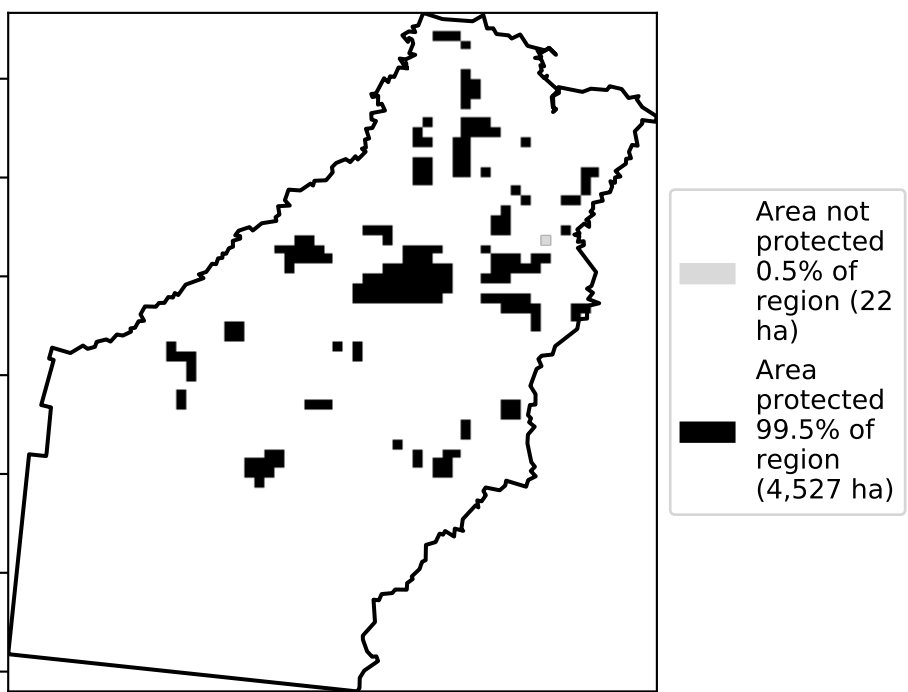 Area not
protected
0.5% of
region (22
ha)
Area
protected
99.5% of
region
(4,527 ha)